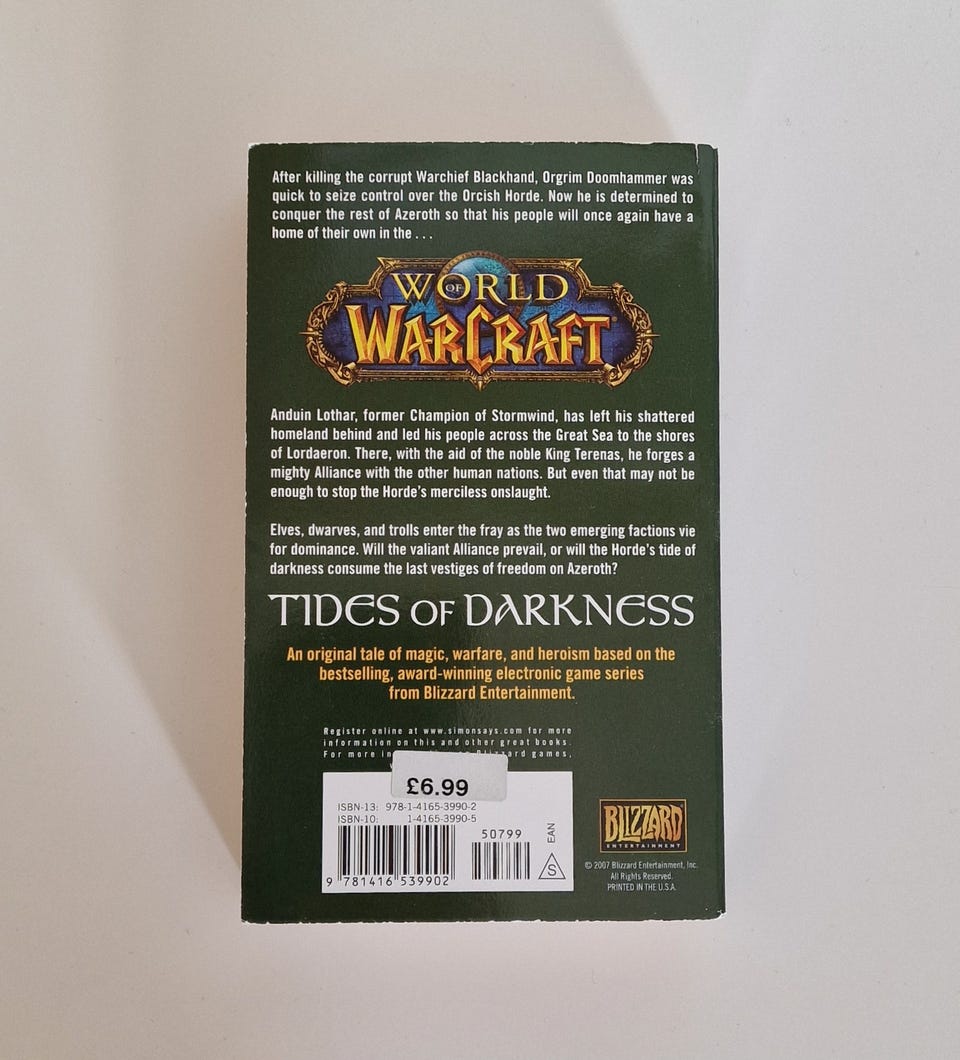 After killing the corrupt Warchief Blackhand, Orgrim Doomhammer was
quick to seize control over the Orcish Horde. Now he is determined to
conquer the rest of Azeroth so that his people will once again have a
home of their own in the . . .
WORLD
OF
WARCRAFT
Anduin Lothar, former Champion of Stormwind, has left his shattered
homeland behind and led his people across the Great Sea to the shores
of Lordaeron. There, with the aid of the noble King Terenas, he forges a
mighty Alliance with the other human nations. But even that may not be
enough to stop the Horde's merciless onslaught.
Elves, dwarves, and trolls enter the fray as the two emerging factions vie
for dominance. Will the valiant Alliance prevail, or will the Horde's tide of
darkness consume the last vestiges of freedom on Azeroth?
TIDES OF DARKNESS
An original tale of magic, warfare, and heroism based on the
bestselling, award-winning electronic game series
from Blizzard Entertainment.
Register online at www.simonsays.com for more
information on this and other great books.
For more Blizzard games,
£6.99
ISBN-13: 978-1-4165-3990-2
ISBN-10: 1-4165-3990-5
50799
EAN
S
9 781416 539902
BLIZZARD
ENTERTAINMENT
© 2007 Blizzard Entertainment, Inc.
All Rights Reserved.
PRINTED IN THE U.S.A.